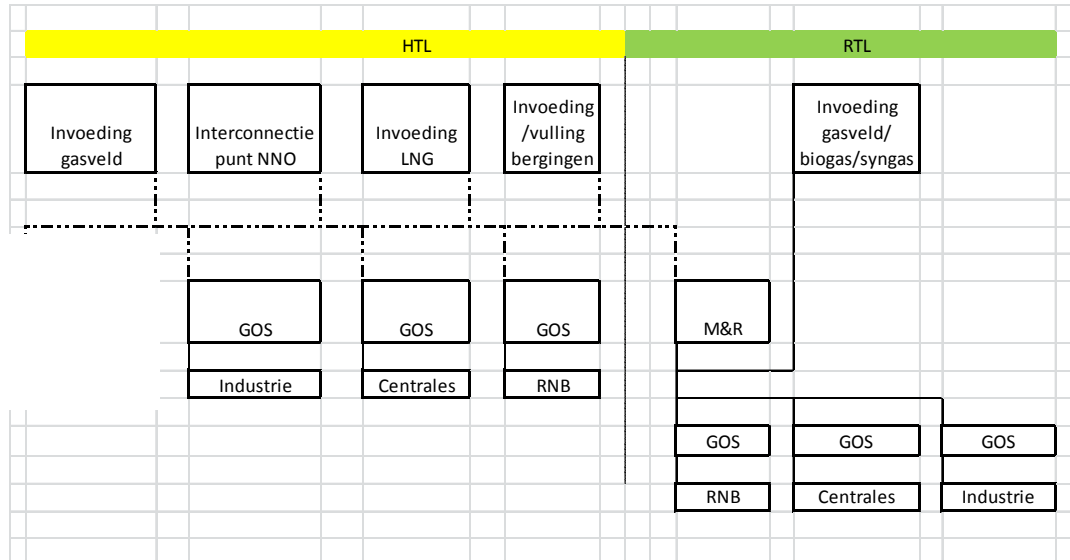 HTL
RTL
Invoeding
gasveld
Interconnectie
punt NNO
Invoeding
LNG
Invoeding
/vulling
bergingen
Invoeding
gasveld/
biogas/syngas
GOS
GOS
GOS
M&R
Industrie
Centrales
RNB
GOS
GOS
GOS
RNB
Centrales
Industrie